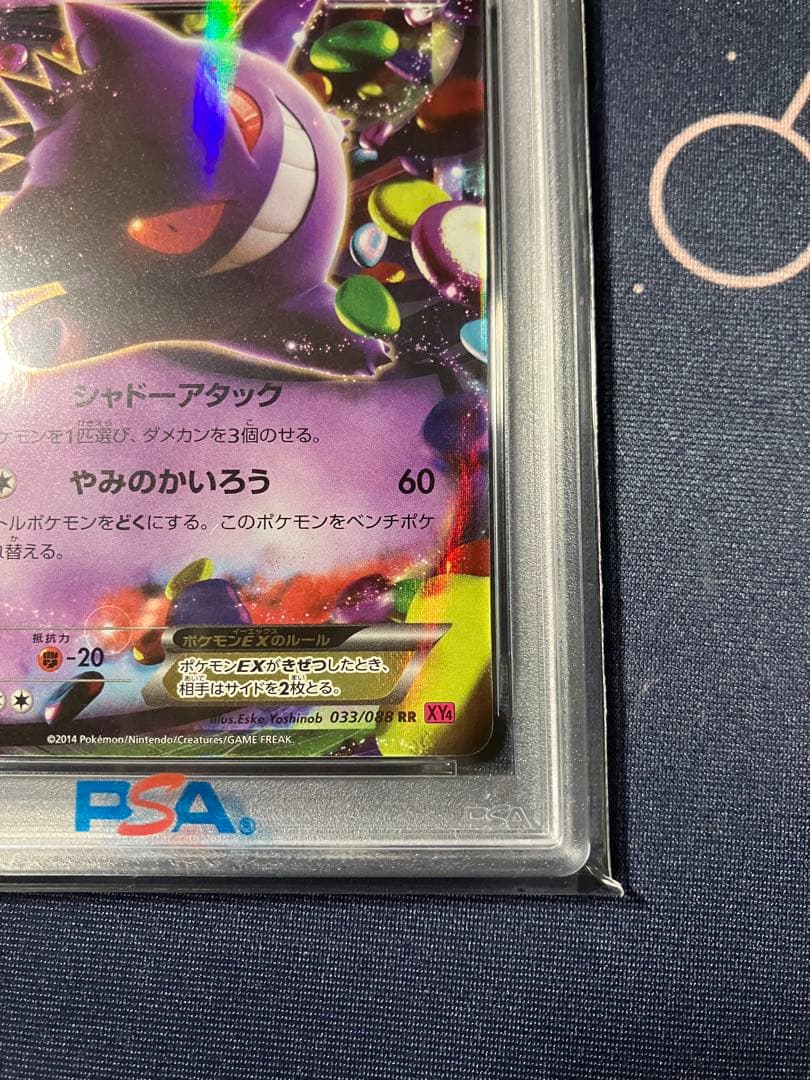 シャドーアタック
ケモンを1匹選び、ダメカンを3個のせる。
やみのかいろう 60
トルポケモンをどくにする。このポケモンをベンチポケ
替える。
抵抗力
-20
ポケモンEXのルール
ポケモンEXがきぜつしたとき、
相手はサイドを2枚とる。
illus.Eske Yoshinob 033/088 RR XY4
©2014 Pokémon/Nintendo/Creatures/GAME FREAK.
PSA®
PSA